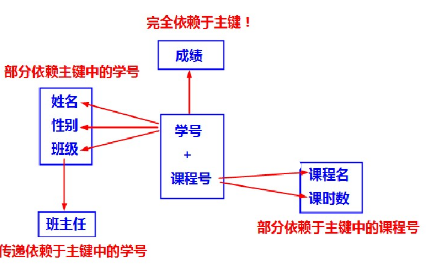 完全依赖于主键！
成绩
部分依赖主键中的学号
姓名
性别
班级
学号
+
课程号
课程名
课时数
班主任
部分依赖于主键中的课程号
传递依赖于主键中的学号